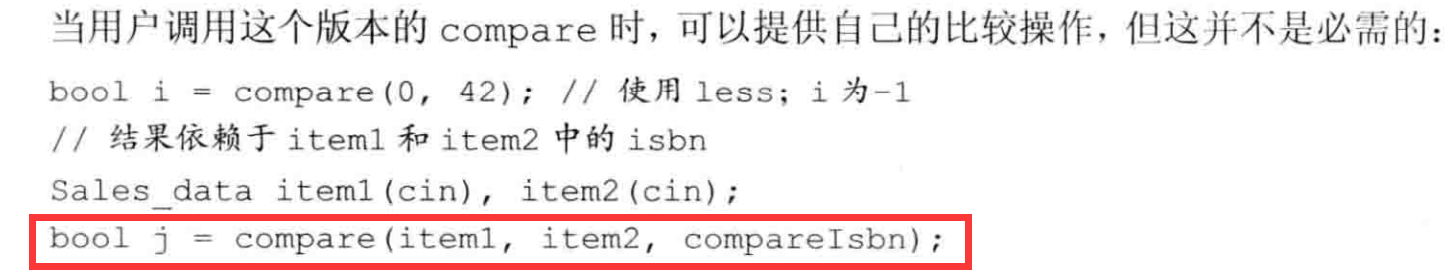 当用户调用这个版本的 compare 时，可以提供自己的比较操作，但这并不是必需的：
bool i = compare(0, 42); // 使用 less; i 为-1
// 结果依赖于 item1 和 item2 中的 isbn
Sales_data item1(cin), item2(cin);
bool j = compare(item1, item2, compareIsbn);